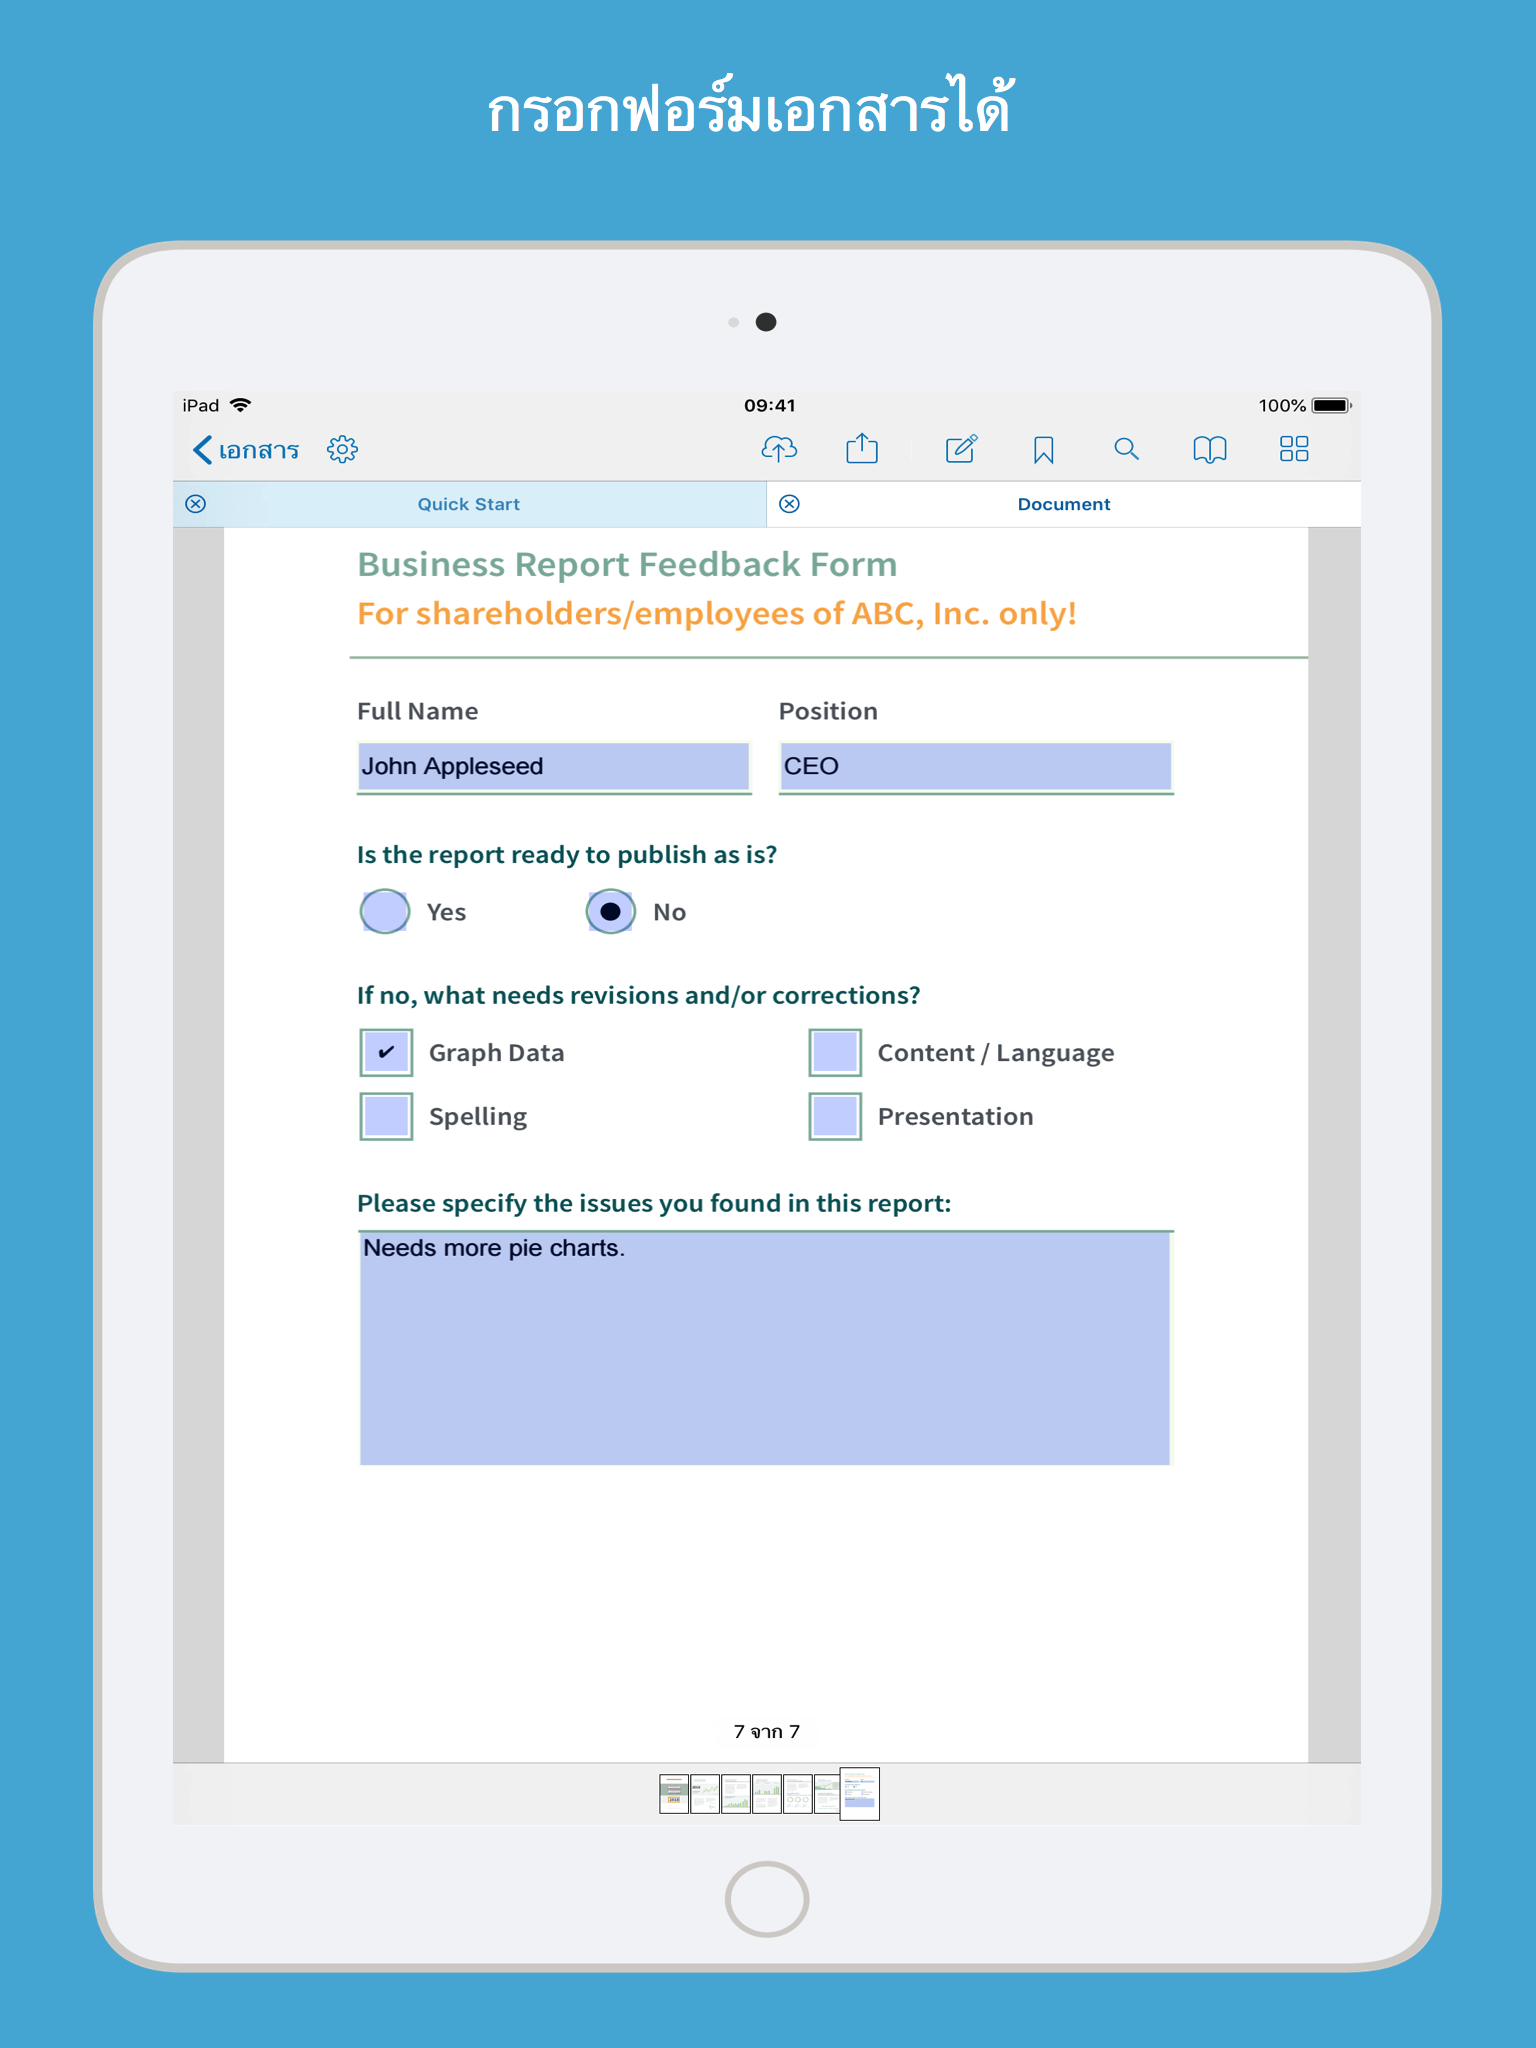 กรอกฟอร์มเอกสารได้
iPad 09:41 100%
เอกสาร
Quick Start Document
Business Report Feedback Form
For shareholders/employees of ABC, Inc. only!
Full Name Position
John Appleseed CEO
Is the report ready to publish as is?
Yes No
If no, what needs revisions and/or corrections?
Graph Data Content / Language
Spelling Presentation
Please specify the issues you found in this report:
Needs more pie charts.
7 จาก 7